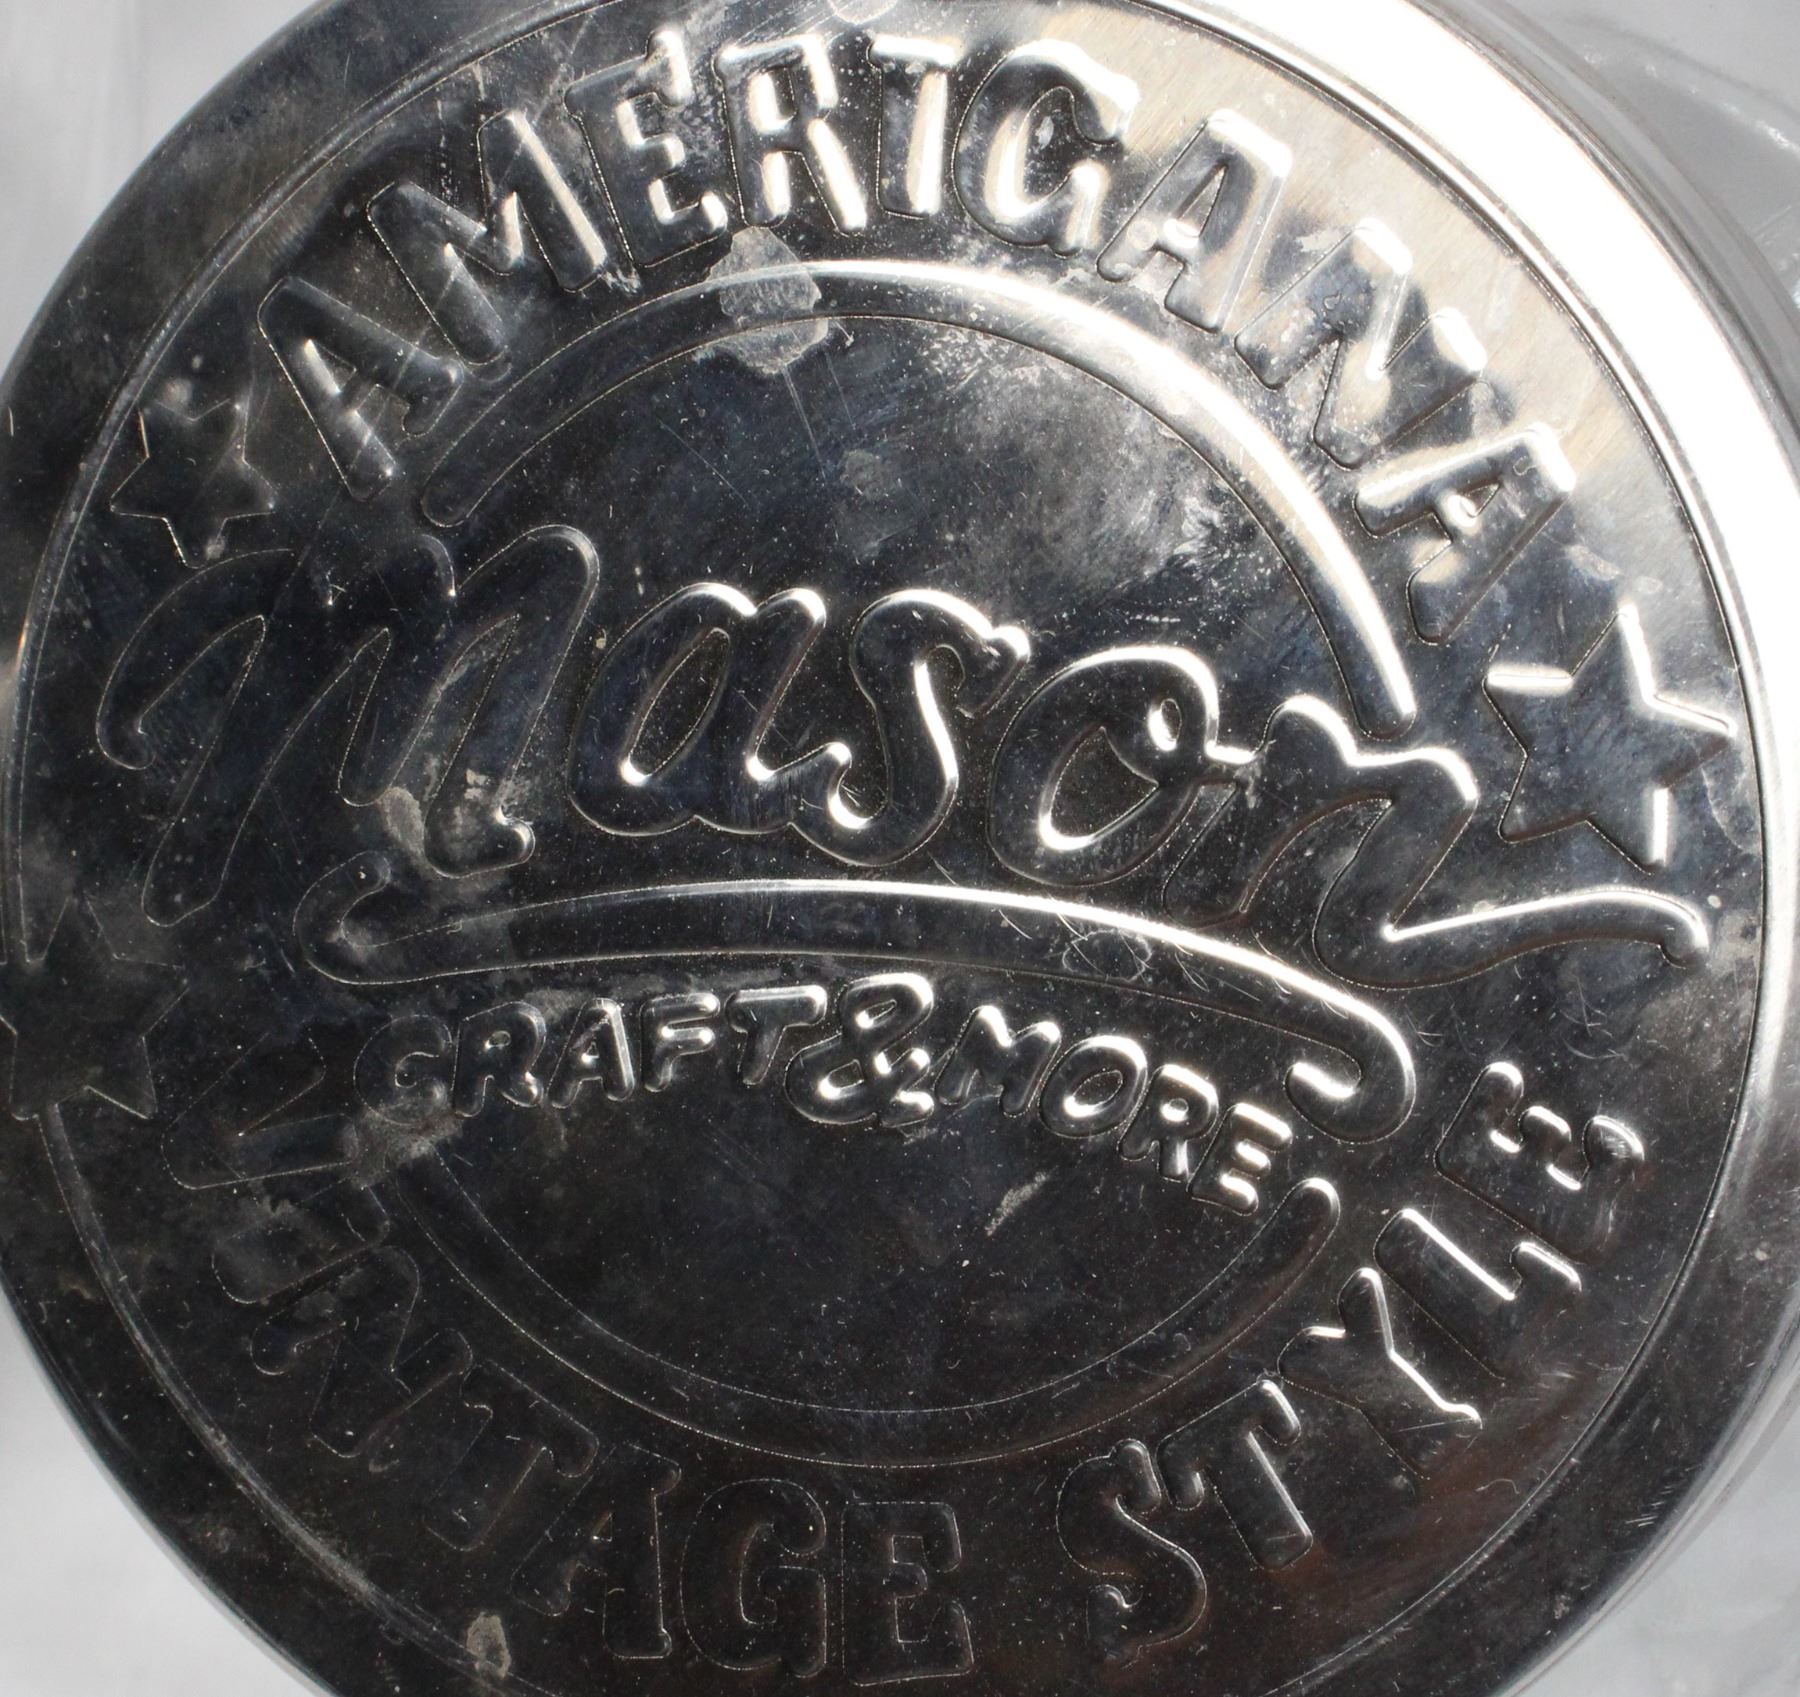 AMERICANA
mason
CRAFT & MORE
VINTAGE STYLE